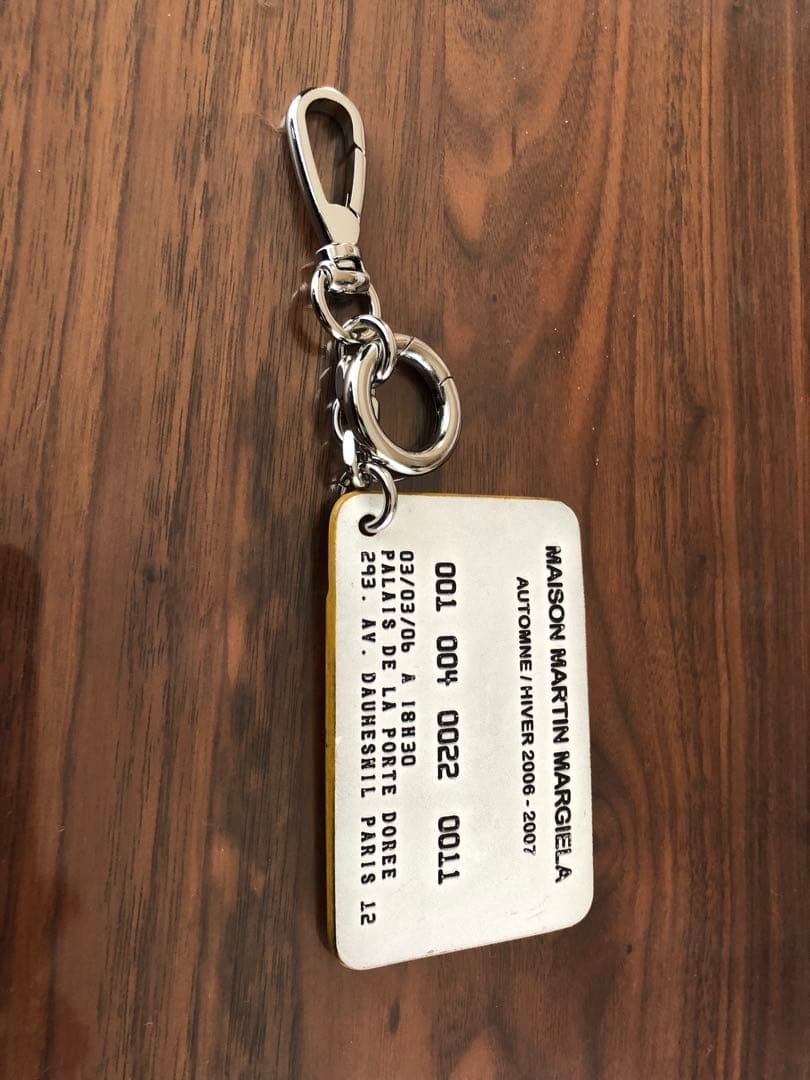 MAISON MARTIN MARGIELA
AUTOMNE / HIVER 2006 - 2007
001 004 0022 0011
03/03/06 À 18H30
PALAIS DE LA PORTE DOREE
293. AV. DAUMESNIL PARIS 12